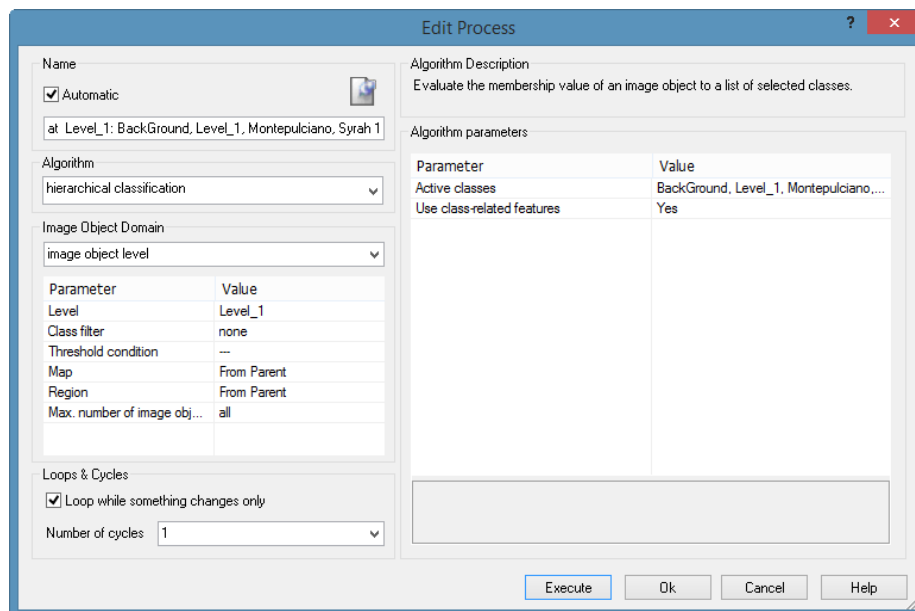 Edit Process
?
×
Name
Automatic
at Level_1: BackGround, Level_1, Montepulciano, Syrah 1
Algorithm
hierarchical classification
Image Object Domain
image object level
Parameter Value
Level Level_1
Class filter none
Threshold condition ---
Map From Parent
Region From Parent
Max. number of image obj... all
Loops & Cycles
Loop while something changes only
Number of cycles 1
Algorithm Description
Evaluate the membership value of an image object to a list of selected classes.
Algorithm parameters
Parameter Value
Active classes BackGround, Level_1, Montepulciano,...
Use class-related features Yes
Execute Ok Cancel Help